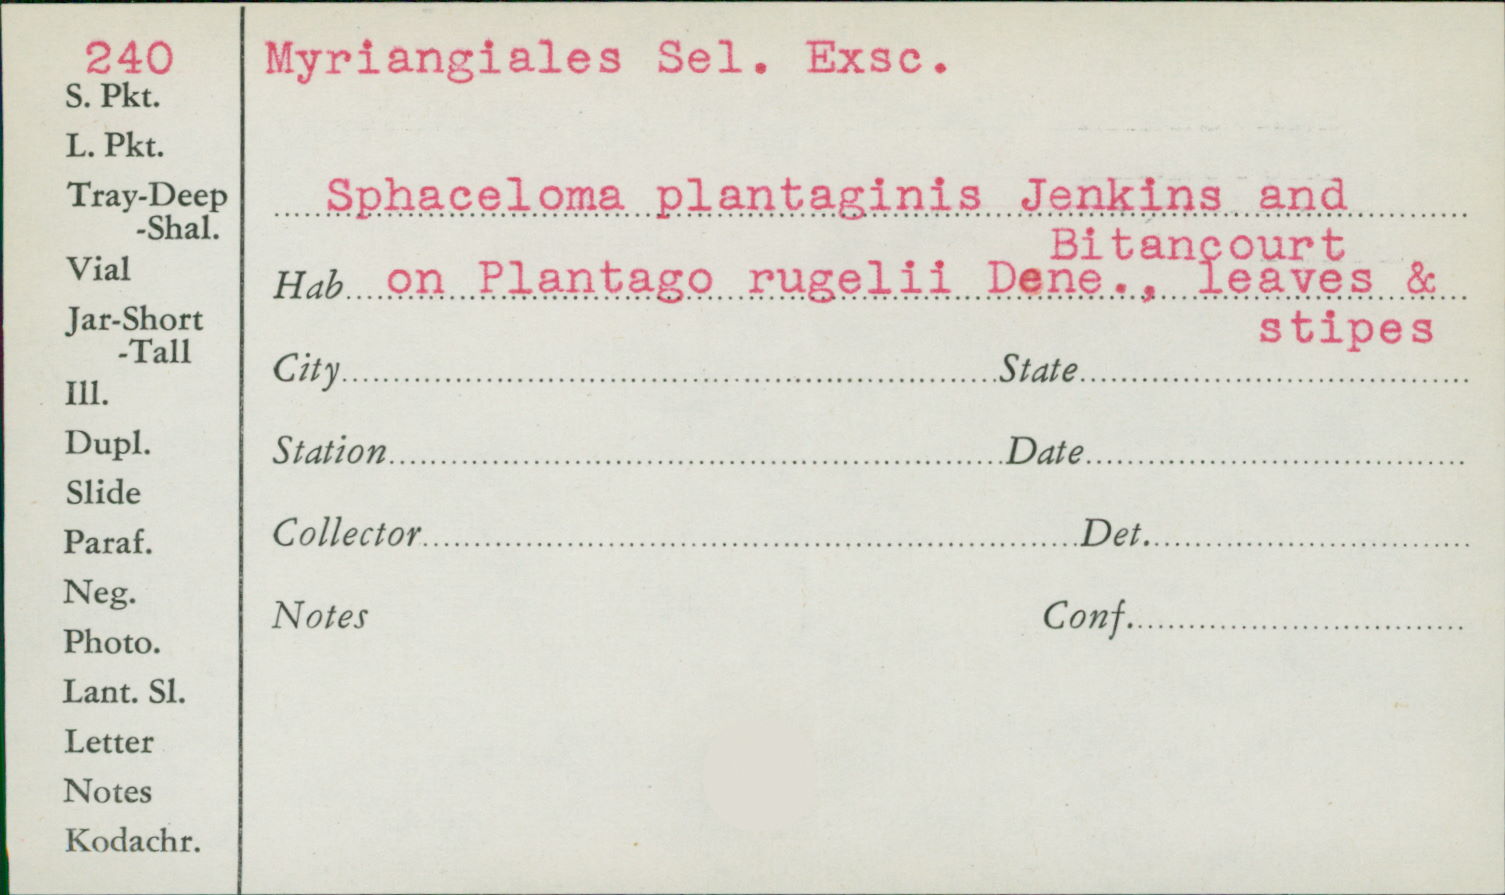 240
S. Pkt.
L. Pkt.
Tray-Deep
-Shal.
Vial
Jar-Short
-Tall
Ill.
Dupl.
Slide
Paraf.
Neg.
Photo.
Lant. Sl.
Letter
Notes
Kodachr.
Myriangiales Sel. Exsc.
Sphaceloma plantaginis Jenkins and
Bitancourt
Hab. on Plantago rugelii Dene., leaves &
stipes
City State
Station Date
Collector Det.
Notes Conf.